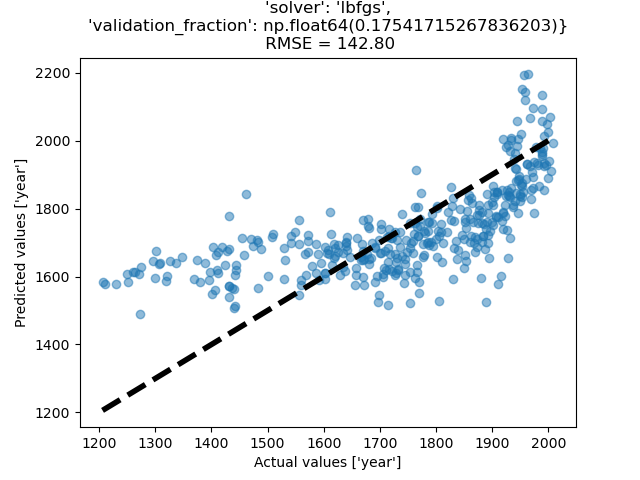 'solver': 'lbfgs',
'validation_fraction': np.float64(0.17541715267836203)}
RMSE = 142.80
2200
2000
1800
1600
1400
1200
Predicted values ['year']
1200 1300 1400 1500 1600 1700 1800 1900 2000
Actual values ['year']